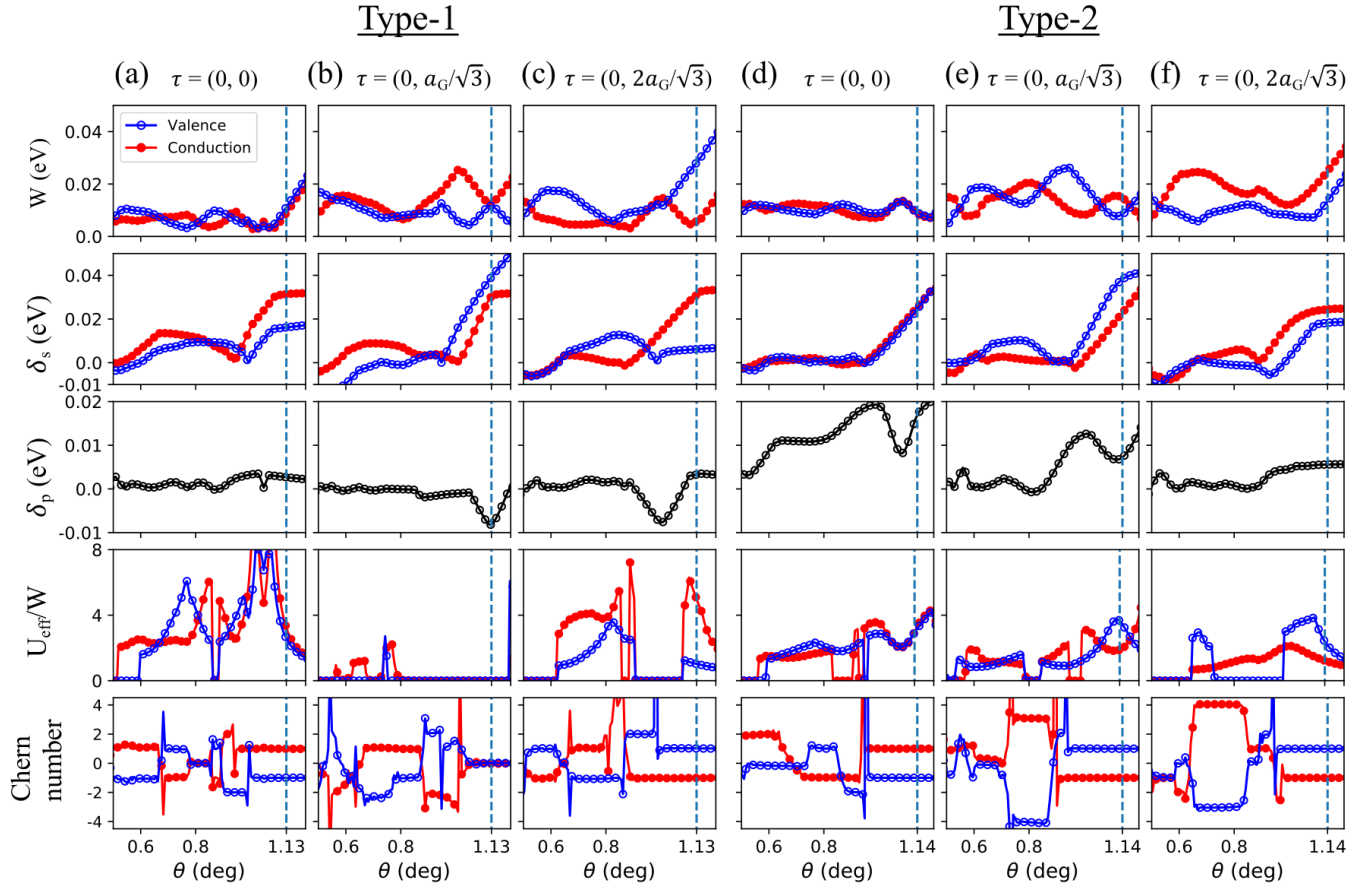 Type-1 Type-2
(a) τ = (0, 0) (b) τ = (0, a_G/√3) (c) τ = (0, 2a_G/√3) (d) τ = (0, 0) (e) τ = (0, a_G/√3) (f) τ = (0, 2a_G/√3)
W (eV)
0.04
0.02
0.0
Valence
Conduction
δ_s (eV)
0.04
0.02
0.0
-0.01
δ_p (eV)
0.02
0.01
0.0
-0.01
U_eff/W
8
4
0
Chern number
4
2
0
-2
-4
0.6 0.8 1.13 0.6 0.8 1.13 0.6 0.8 1.13 0.6 0.8 1.14 0.6 0.8 1.14 0.6 0.8 1.14
θ (deg) θ (deg) θ (deg) θ (deg) θ (deg) θ (deg)